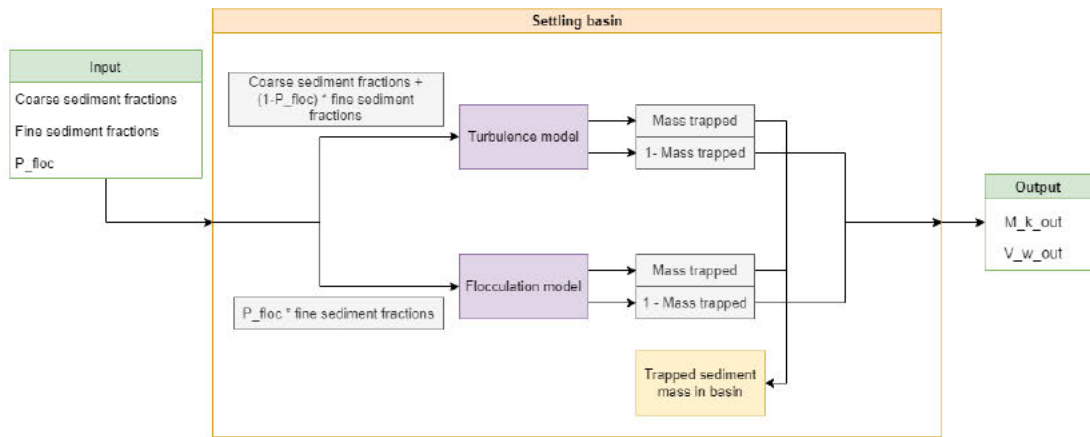 Settling basin
Input
Coarse sediment fractions
Fine sediment fractions
P_floc
Coarse sediment fractions +
(1-P_floc) * fine sediment
fractions
Turbulence model
Mass trapped
1- Mass trapped
Output
M_k_out
V_w_out
Flocculation model
Mass trapped
1 - Mass trapped
P_floc * fine sediment fractions
Trapped sediment
mass in basin